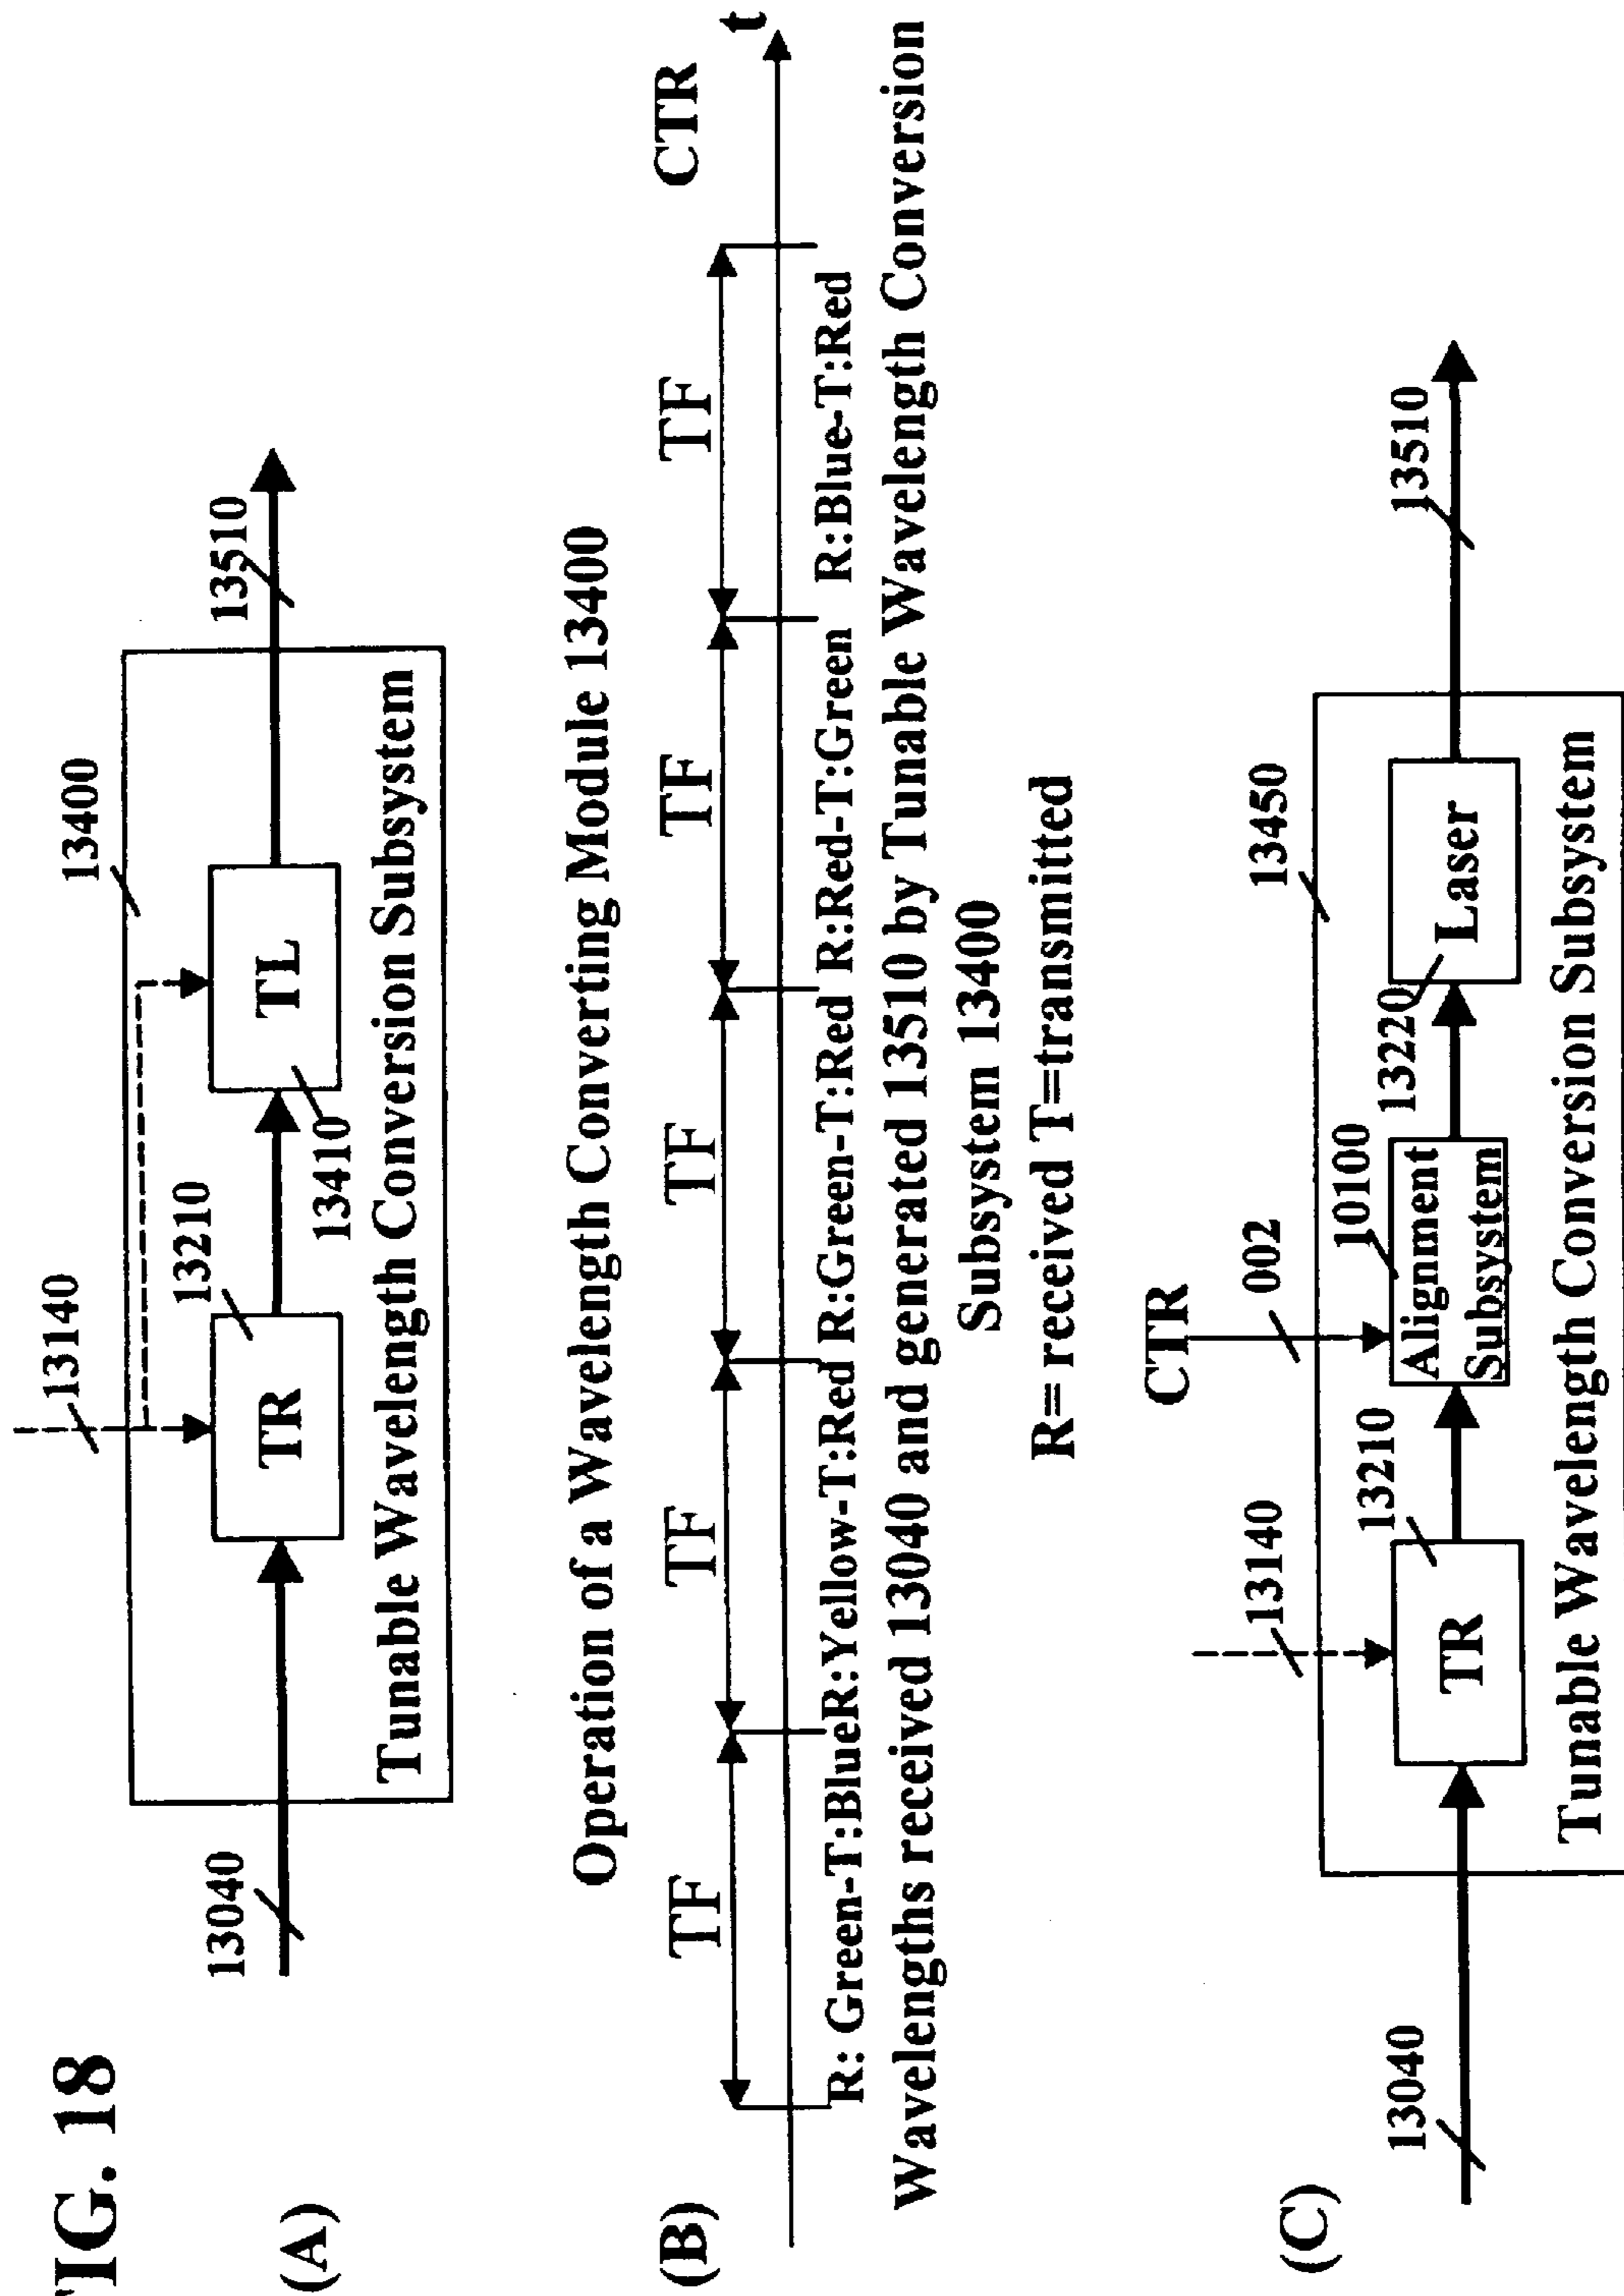 FIG. 18
(A)
13040
13140
13210
13400
13510
TR
TL
13410
Tunable Wavelength Conversion Subsystem
Operation of a Wavelength Converting Module 13400
(B)
TF TF TF TF TF CTR
t
R: Green-T:BlueR:Yellow-T:Red R:Green-T:Red R:Red-T:Green R:Blue-T:Red
Wavelengths received 13040 and generated 13510 by Tunable Wavelength Conversion
Subsystem 13400
R= received T=transmitted
(C)
CTR
13040
13140
13210
002
10100
13220
13450
13510
TR
Alignment
Subsystem
Laser
Tunable Wavelength Conversion Subsystem